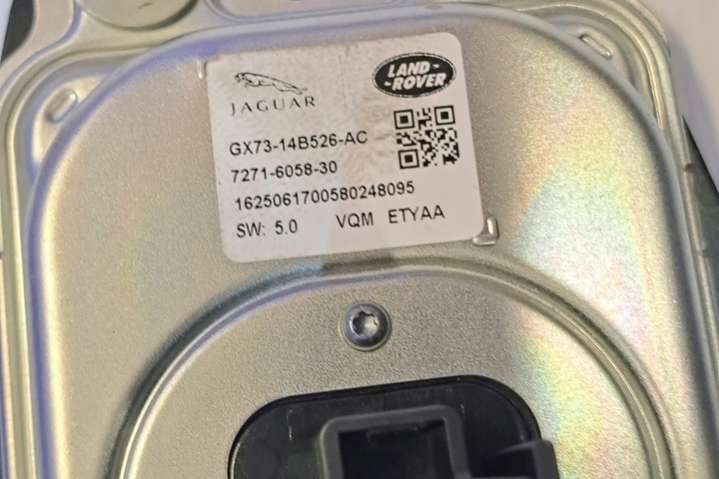 JAGUAR
LAND-
-ROVER
GX73-14B526-AC
7271-6058-30
1625061700580248095
SW: 5.0 VQM ETYAA